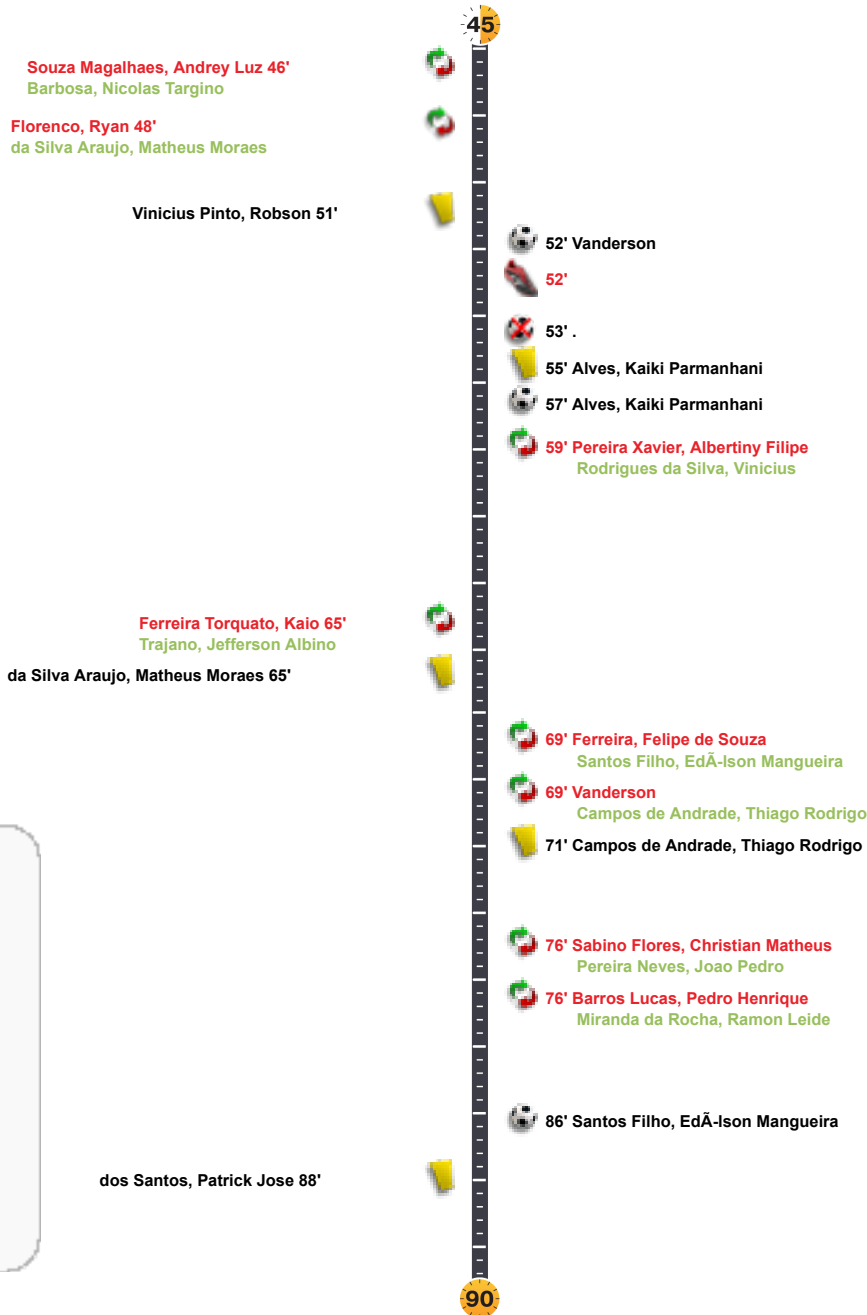 45
Souza Magalhaes, Andrey Luz 46'
Barbosa, Nicolas Targino
Florenco, Ryan 48'
da Silva Araujo, Matheus Moraes
Vinicius Pinto, Robson 51'
52' Vanderson
52'
53' .
55' Alves, Kaiki Parmanhani
57' Alves, Kaiki Parmanhani
59' Pereira Xavier, Albertiny Filipe
Rodrigues da Silva, Vinicius
Ferreira Torquato, Kaio 65'
Trajano, Jefferson Albino
da Silva Araujo, Matheus Moraes 65'
69' Ferreira, Felipe de Souza
Santos Filho, EdÃ-lson Mangueira
69' Vanderson
Campos de Andrade, Thiago Rodrigo
71' Campos de Andrade, Thiago Rodrigo
76' Sabino Flores, Christian Matheus
Pereira Neves, Joao Pedro
76' Barros Lucas, Pedro Henrique
Miranda da Rocha, Ramon Leide
86' Santos Filho, EdÃ-lson Mangueira
dos Santos, Patrick Jose 88'
90